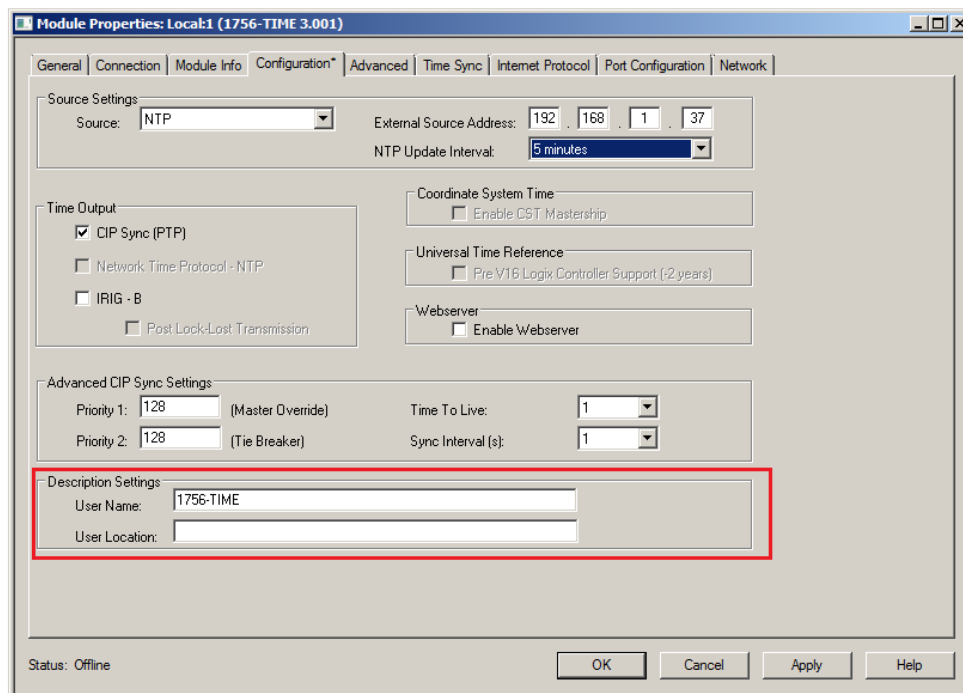 Module Properties: Local:1 (1756-TIME 3.001)
General Connection Module Info Configuration* Advanced Time Sync Internet Protocol Port Configuration Network
Source Settings
Source: NTP
External Source Address: 192 . 168 . 1 . 37
NTP Update Interval: 5 minutes
Time Output
CIP Sync (PTP)
Network Time Protocol - NTP
IRIG - B
Post Lock-Lost Transmission
Coordinate System Time
Enable CST Mastership
Universal Time Reference
Pre V16 Logix Controller Support (-2 years)
Webserver
Enable Webserver
Advanced CIP Sync Settings
Priority 1: 128 (Master Override)
Time To Live: 1
Priority 2: 128 (Tie Breaker)
Sync Interval (s): 1
Description Settings
User Name: 1756-TIME
User Location:
Status: Offline
OK Cancel Apply Help